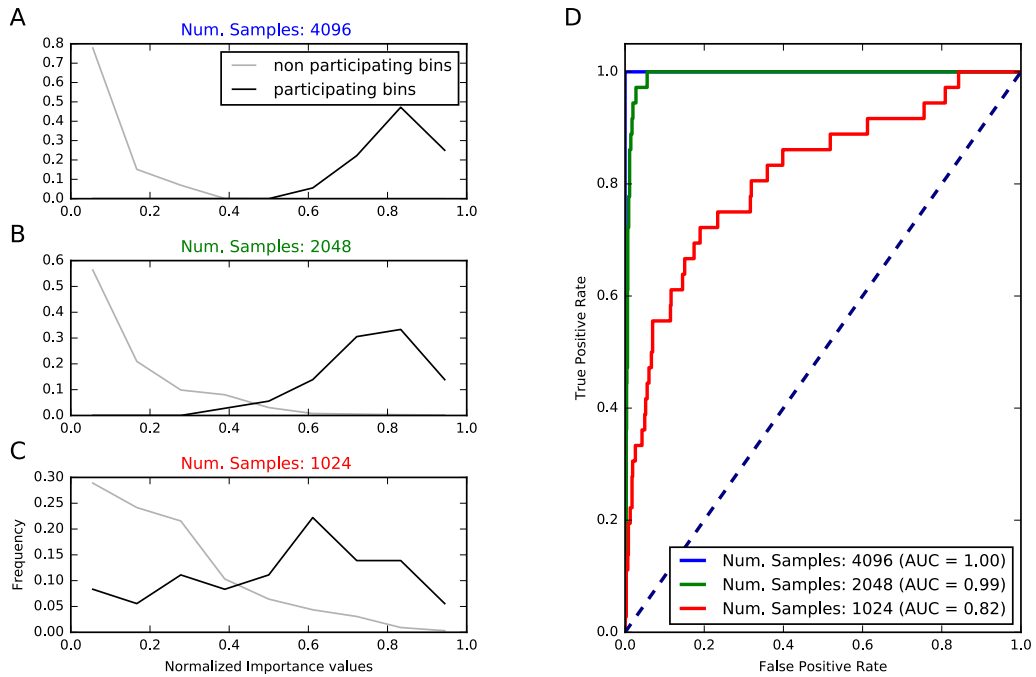 A
Num. Samples: 4096
0.8
0.7
0.6
0.5
0.4
0.3
0.2
0.1
0.0
non participating bins
participating bins
0.0 0.2 0.4 0.6 0.8 1.0
B
Num. Samples: 2048
0.6
0.5
0.4
0.3
0.2
0.1
0.0
0.0 0.2 0.4 0.6 0.8 1.0
C
Num. Samples: 1024
0.30
0.25
0.20
0.15
0.10
0.05
0.00
Frequency
0.0 0.2 0.4 0.6 0.8 1.0
Normalized Importance values
D
1.0
0.8
0.6
0.4
0.2
0.0
True Positive Rate
Num. Samples: 4096 (AUC = 1.00)
Num. Samples: 2048 (AUC = 0.99)
Num. Samples: 1024 (AUC = 0.82)
0.0 0.2 0.4 0.6 0.8 1.0
False Positive Rate